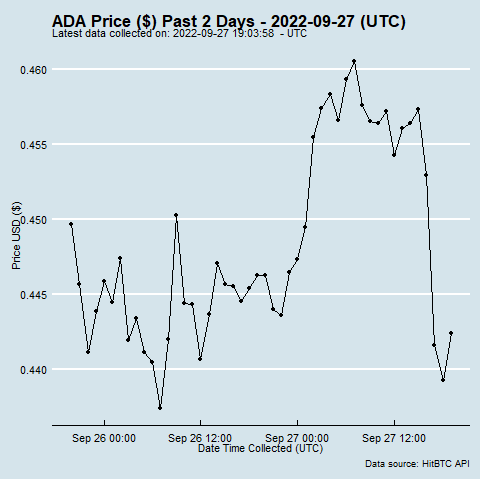 ADA Price ($) Past 2 Days - 2022-09-27 (UTC)
Latest data collected on: 2022-09-27 19:03:58 - UTC
0.460
0.455
0.450
0.445
0.440
Price USD ($)
Sep 26 00:00 Sep 26 12:00 Sep 27 00:00 Sep 27 12:00
Date Time Collected (UTC)
Data source: HitBTC API